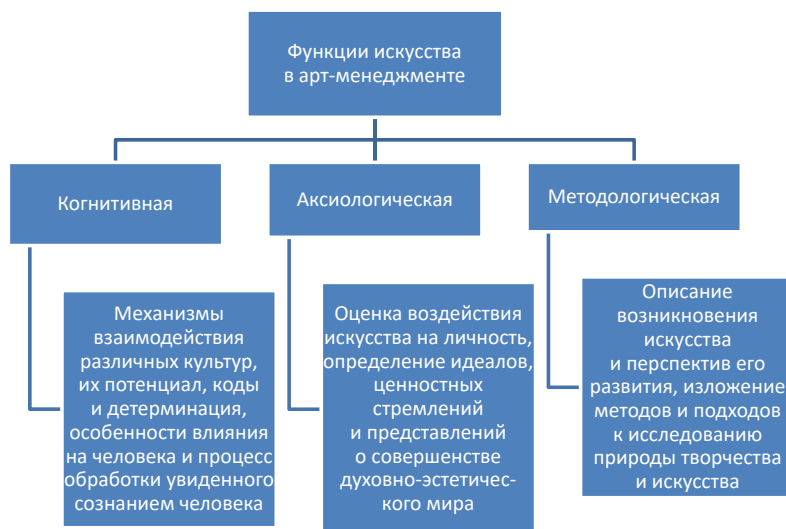 Функции искусства
в арт-менеджменте
Когнитивная
Аксиологическая
Методологическая
Механизмы
взаимодействия
различных культур,
их потенциал, коды
и детерминация,
особенности влияния
на человека и процесс
обработки увиденного
сознанием человека
Оценка воздействия
искусства на личность,
определение идеалов,
ценностных
стремлений
и представлений
о совершенстве
духовно-эстетичес-
кого мира
Описание
возникновения
искусства
и перспектив его
развития, изложение
методов и подходов
к исследованию
природы творчества
и искусства